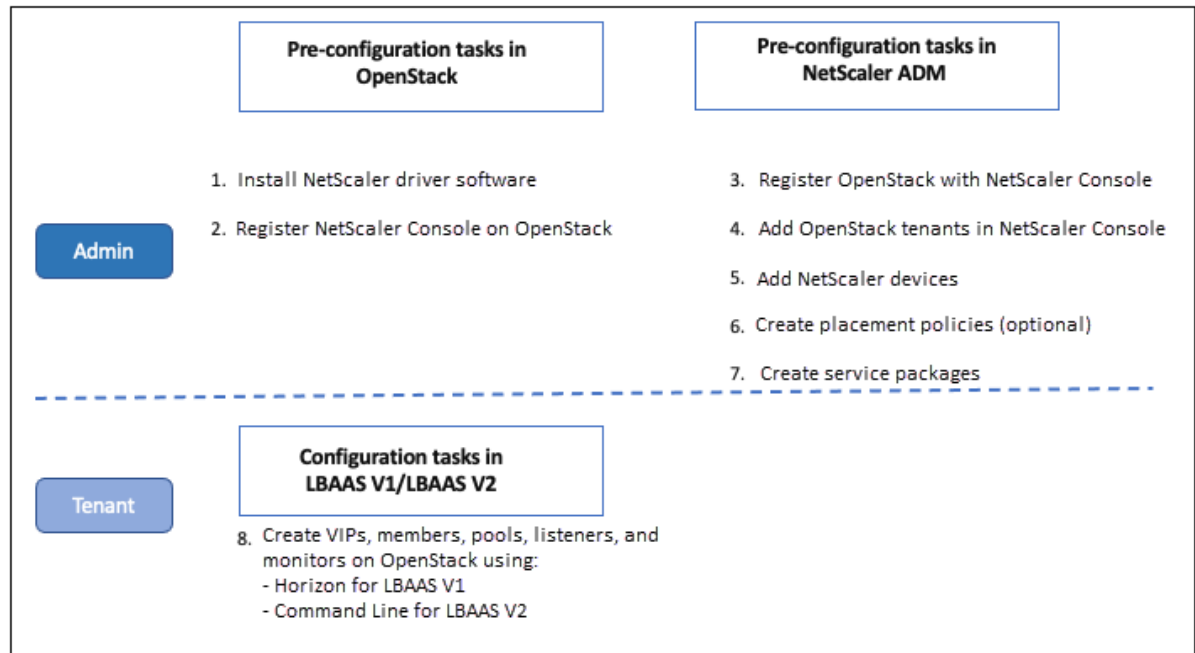 Pre-configuration tasks in
OpenStack
Pre-configuration tasks in
NetScaler ADM
Admin
1. Install NetScaler driver software
2. Register NetScaler Console on OpenStack
3. Register OpenStack with NetScaler Console
4. Add OpenStack tenants in NetScaler Console
5. Add NetScaler devices
6. Create placement policies (optional)
7. Create service packages
Tenant
Configuration tasks in
LBAAS V1/LBAAS V2
8. Create VIPs, members, pools, listeners, and
monitors on OpenStack using:
- Horizon for LBAAS V1
- Command Line for LBAAS V2